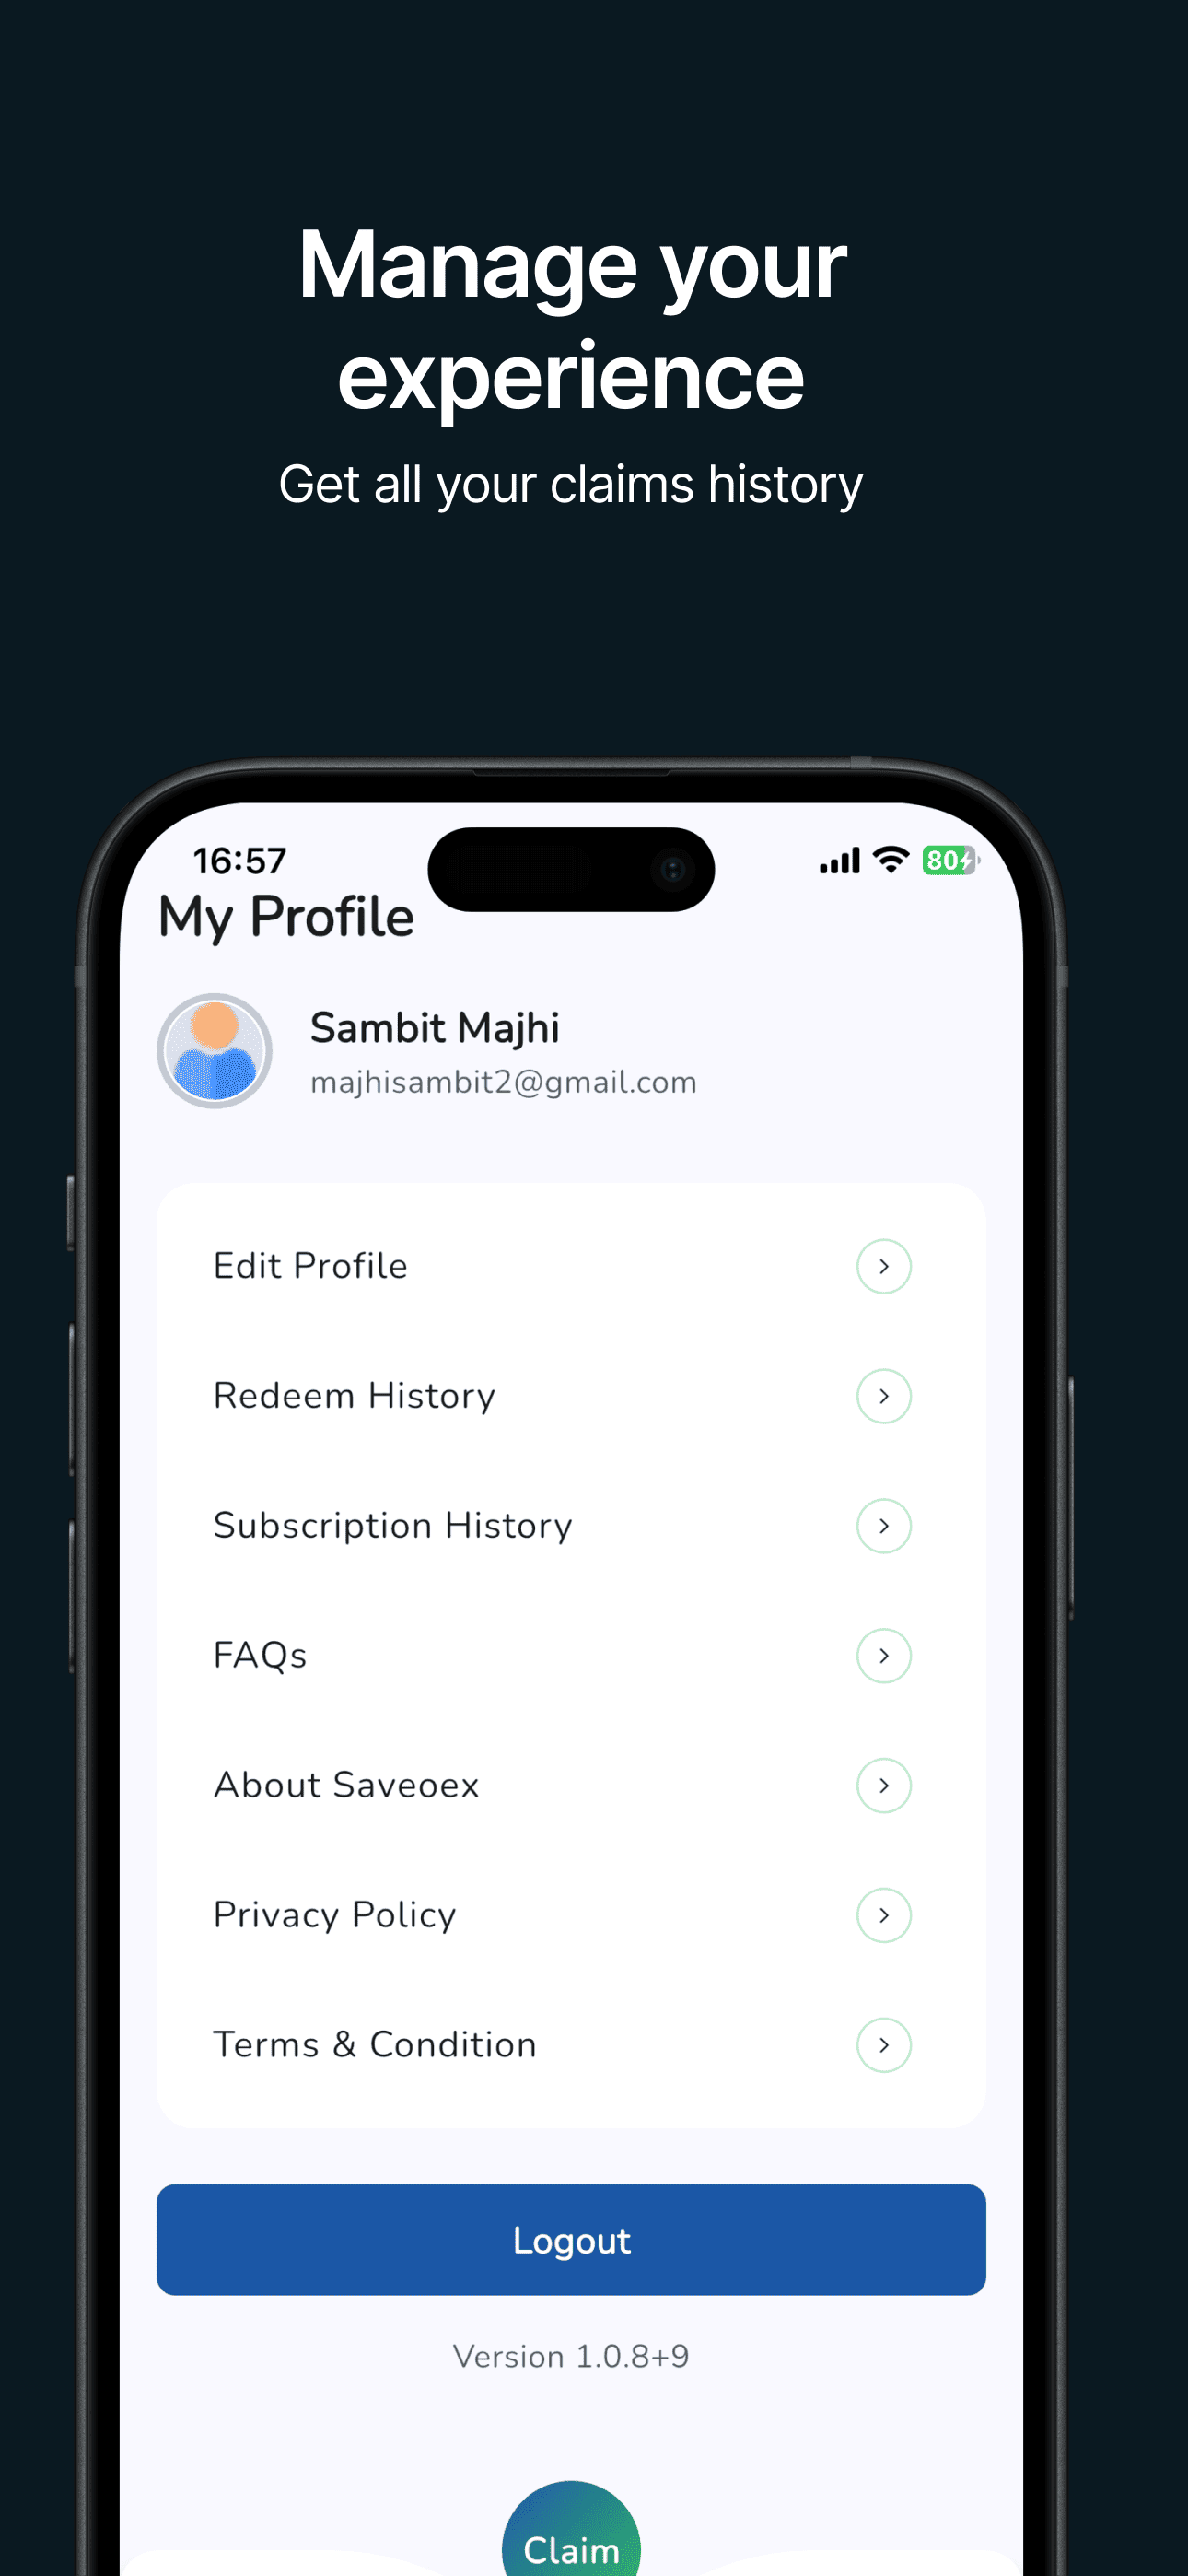 Manage your
experience
Get all your claims history
16:57
80
My Profile
Sambit Majhi
majhisambit2@gmail.com
Edit Profile
Redeem History
Subscription History
FAQs
About Saveoex
Privacy Policy
Terms & Condition
Logout
Version 1.0.8+9
Claim